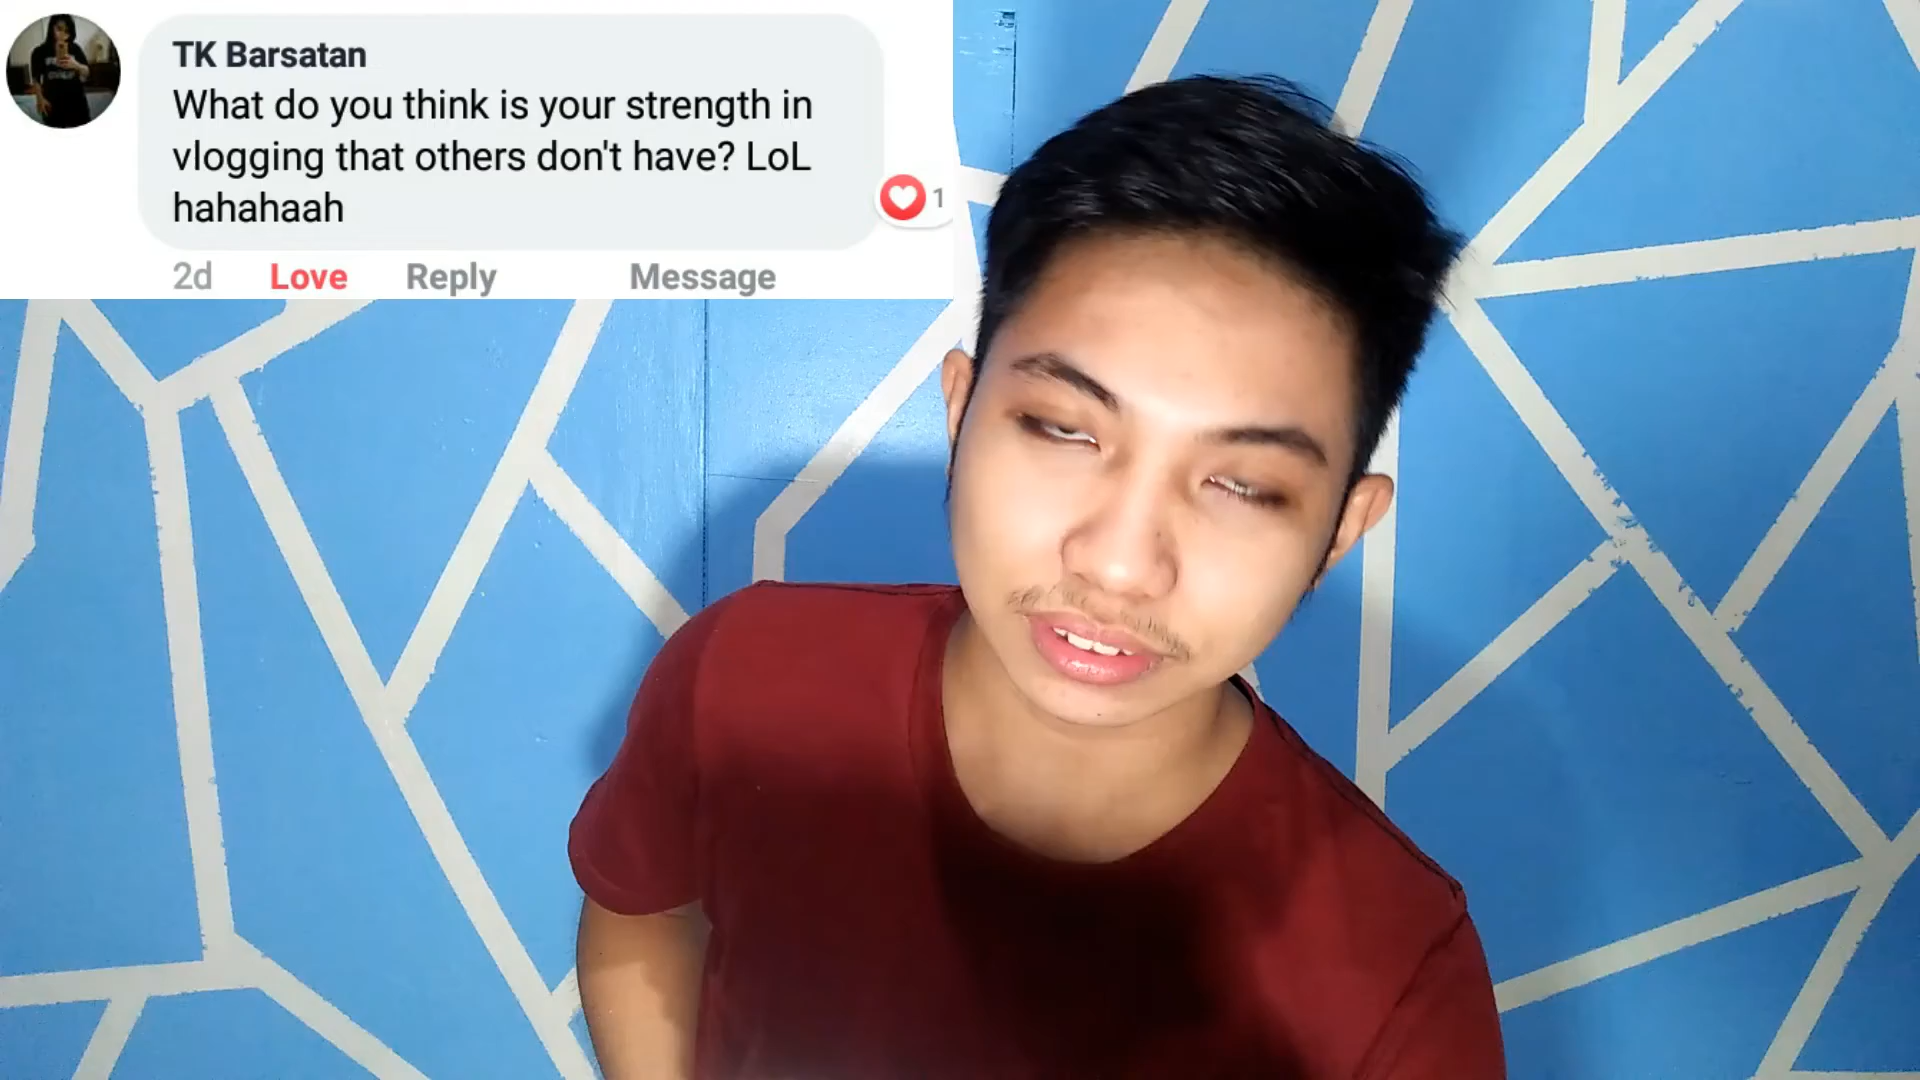 TK Barsatan
What do you think is your strength in
vlogging that others don't have? LoL
hahahaah
1
2d Love Reply Message